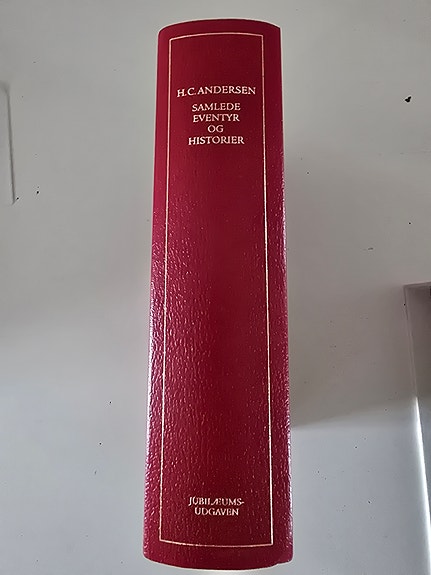 H.C. ANDERSEN
SAMLEDE
EVENTYR
OG
HISTORIER
JUBILÆUMS-
UDGAVEN